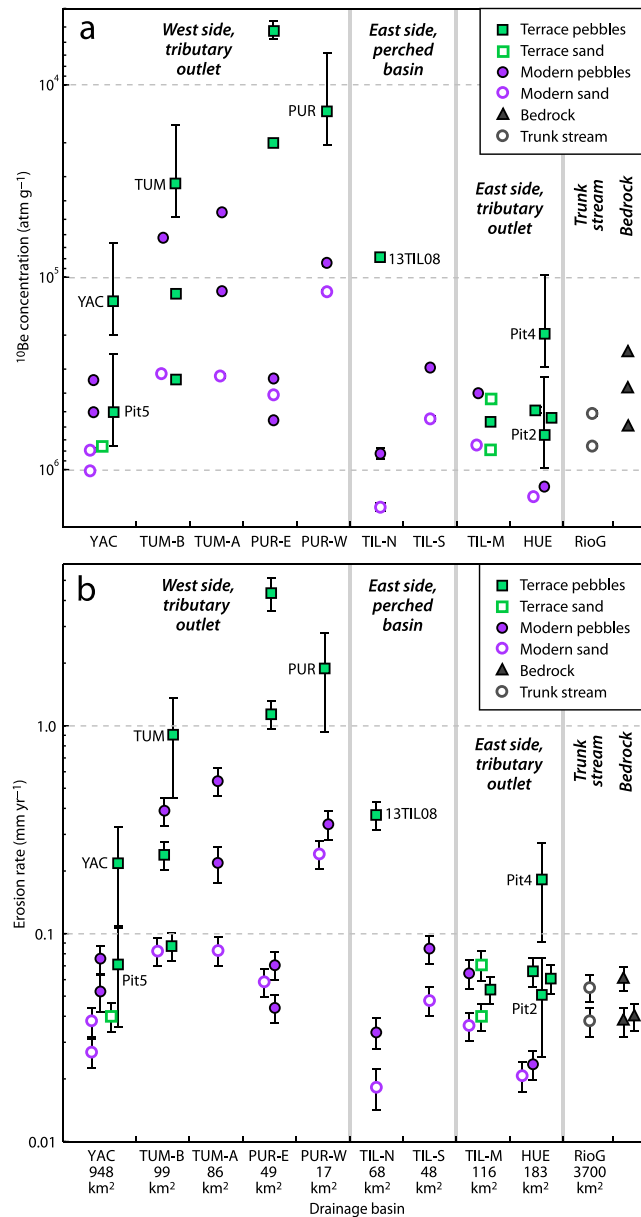 a
West side,
tributary
outlet
East side,
perched
basin
Terrace pebbles
Terrace sand
Modern pebbles
Modern sand
Bedrock
Trunk stream
10⁴
PUR
TUM
East side,
tributary
outlet
Trunk
stream
Bedrock
13TIL08
10⁵
YAC
Pit4
Pit5
Pit2
10⁶
¹⁰Be concentration (atm g⁻¹)
YAC TUM-B TUM-A PUR-E PUR-W TIL-N TIL-S TIL-M HUE RioG
b
West side,
tributary
outlet
East side,
perched
basin
Terrace pebbles
Terrace sand
Modern pebbles
Modern sand
Bedrock
Trunk stream
PUR
1.0
TUM
East side,
tributary
outlet
Trunk
stream
Bedrock
13TIL08
YAC
Pit4
0.1
Pit5
Pit2
0.01
Erosion rate (mm yr⁻¹)
YAC TUM-B TUM-A PUR-E PUR-W TIL-N TIL-S TIL-M HUE RioG
948 99 86 49 17 68 48 116 183 3700
km² km² km² km² km² km² km² km² km² km²
Drainage basin